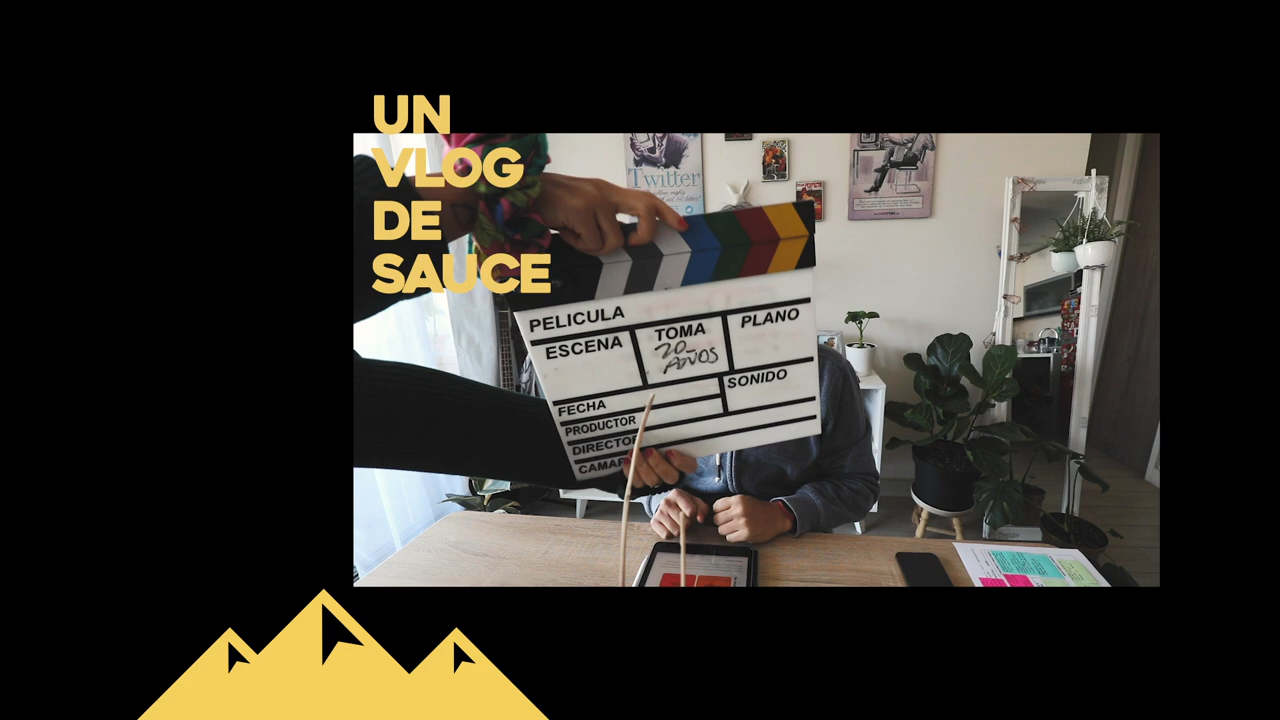 UN
VLOG
DE
SAUCE
Twitter
PELICULA
ESCENA
TOMA
PLANO
20
AÑOS
SONIDO
FECHA
PRODUCTOR
DIRECTOR